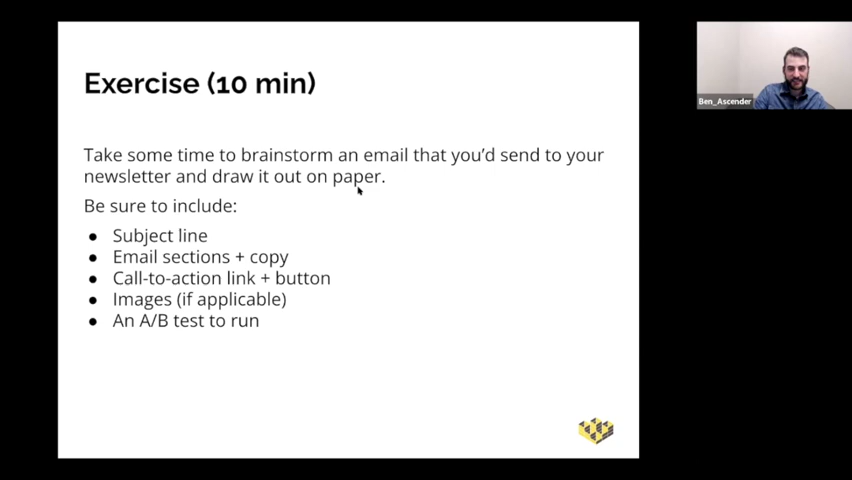 Exercise (10 min)
Take some time to brainstorm an email that you’d send to your
newsletter and draw it out on paper.
Be sure to include:
● Subject line
● Email sections + copy
● Call-to-action link + button
● Images (if applicable)
● An A/B test to run
Ben_Ascender